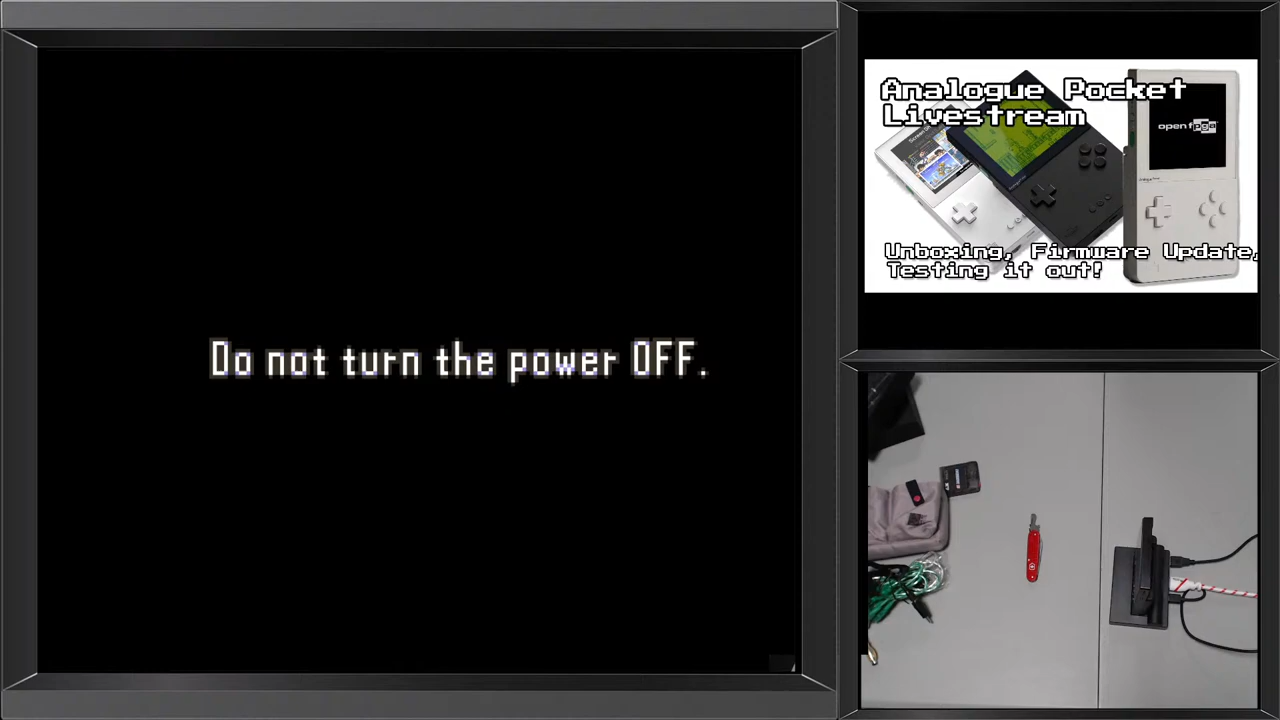 Do not turn the power OFF.
Analogue Pocket
Livestream
openfpga
Unboxing, Firmware Update,
Testing it out!